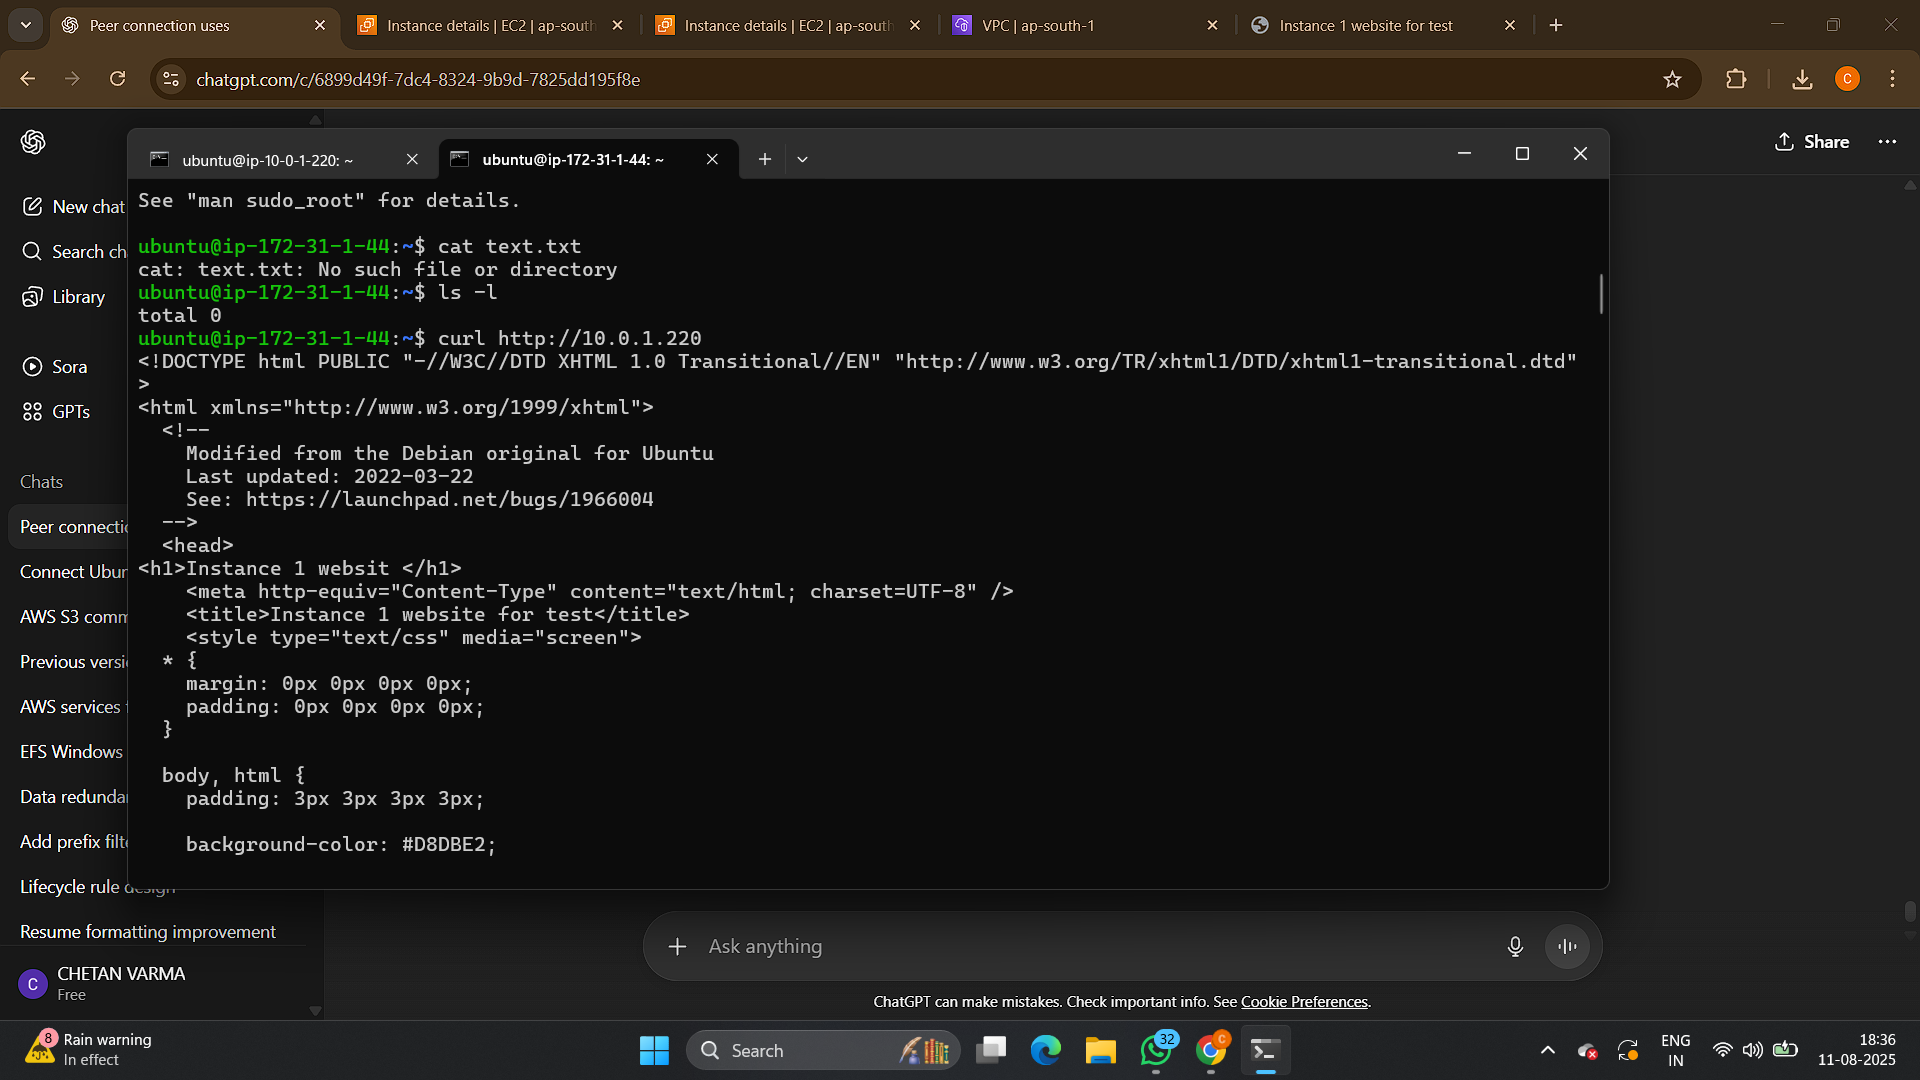 Peer connection uses
Instance details | EC2 | ap-south
Instance details | EC2 | ap-south
VPC | ap-south-1
Instance 1 website for test
chatgpt.com/c/6899d49f-7dc4-8324-9b9d-7825dd195f8e
C
Share
New chat
Search ch
Library
Sora
GPTs
Chats
Peer connectio
Connect Ubun
AWS S3 comm
Previous versi
AWS services f
EFS Windows
Data redundan
Add prefix filte
Lifecycle rule design
Resume formatting improvement
C
CHETAN VARMA
Free
ubuntu@ip-10-0-1-220: ~
ubuntu@ip-172-31-1-44: ~
See "man sudo_root" for details.
ubuntu@ip-172-31-1-44:~$ cat text.txt
cat: text.txt: No such file or directory
ubuntu@ip-172-31-1-44:~$ ls -l
total 0
ubuntu@ip-172-31-1-44:~$ curl http://10.0.1.220
<!DOCTYPE html PUBLIC "-//W3C//DTD XHTML 1.0 Transitional//EN" "http://www.w3.org/TR/xhtml1/DTD/xhtml1-transitional.dtd"
>
<html xmlns="http://www.w3.org/1999/xhtml">
<!--
Modified from the Debian original for Ubuntu
Last updated: 2022-03-22
See: https://launchpad.net/bugs/1966004
-->
<head>
<h1>Instance 1 websit </h1>
<meta http-equiv="Content-Type" content="text/html; charset=UTF-8" />
<title>Instance 1 website for test</title>
<style type="text/css" media="screen">
* {
margin: 0px 0px 0px 0px;
padding: 0px 0px 0px 0px;
}
body, html {
padding: 3px 3px 3px 3px;
background-color: #D8DBE2;
Ask anything
ChatGPT can make mistakes. Check important info. See Cookie Preferences.
8
Rain warning
In effect
Search
32
C
ENG
IN
18:36
11-08-2025